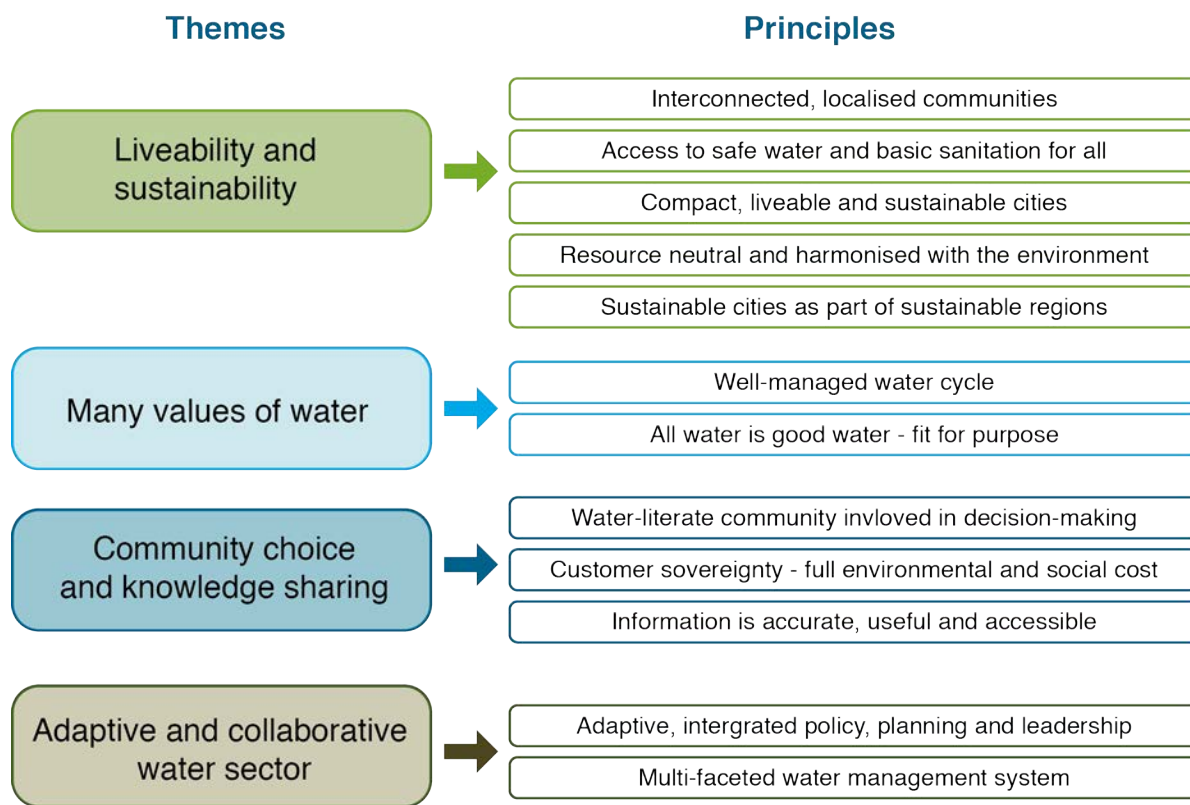 Themes
Principles
Liveability and
sustainability
Interconnected, localised communities
Access to safe water and basic sanitation for all
Compact, liveable and sustainable cities
Resource neutral and harmonised with the environment
Sustainable cities as part of sustainable regions
Many values of water
Well-managed water cycle
All water is good water - fit for purpose
Community choice
and knowledge sharing
Water-literate community invloved in decision-making
Customer sovereignty - full environmental and social cost
Information is accurate, useful and accessible
Adaptive and collaborative
water sector
Adaptive, intergrated policy, planning and leadership
Multi-faceted water management system